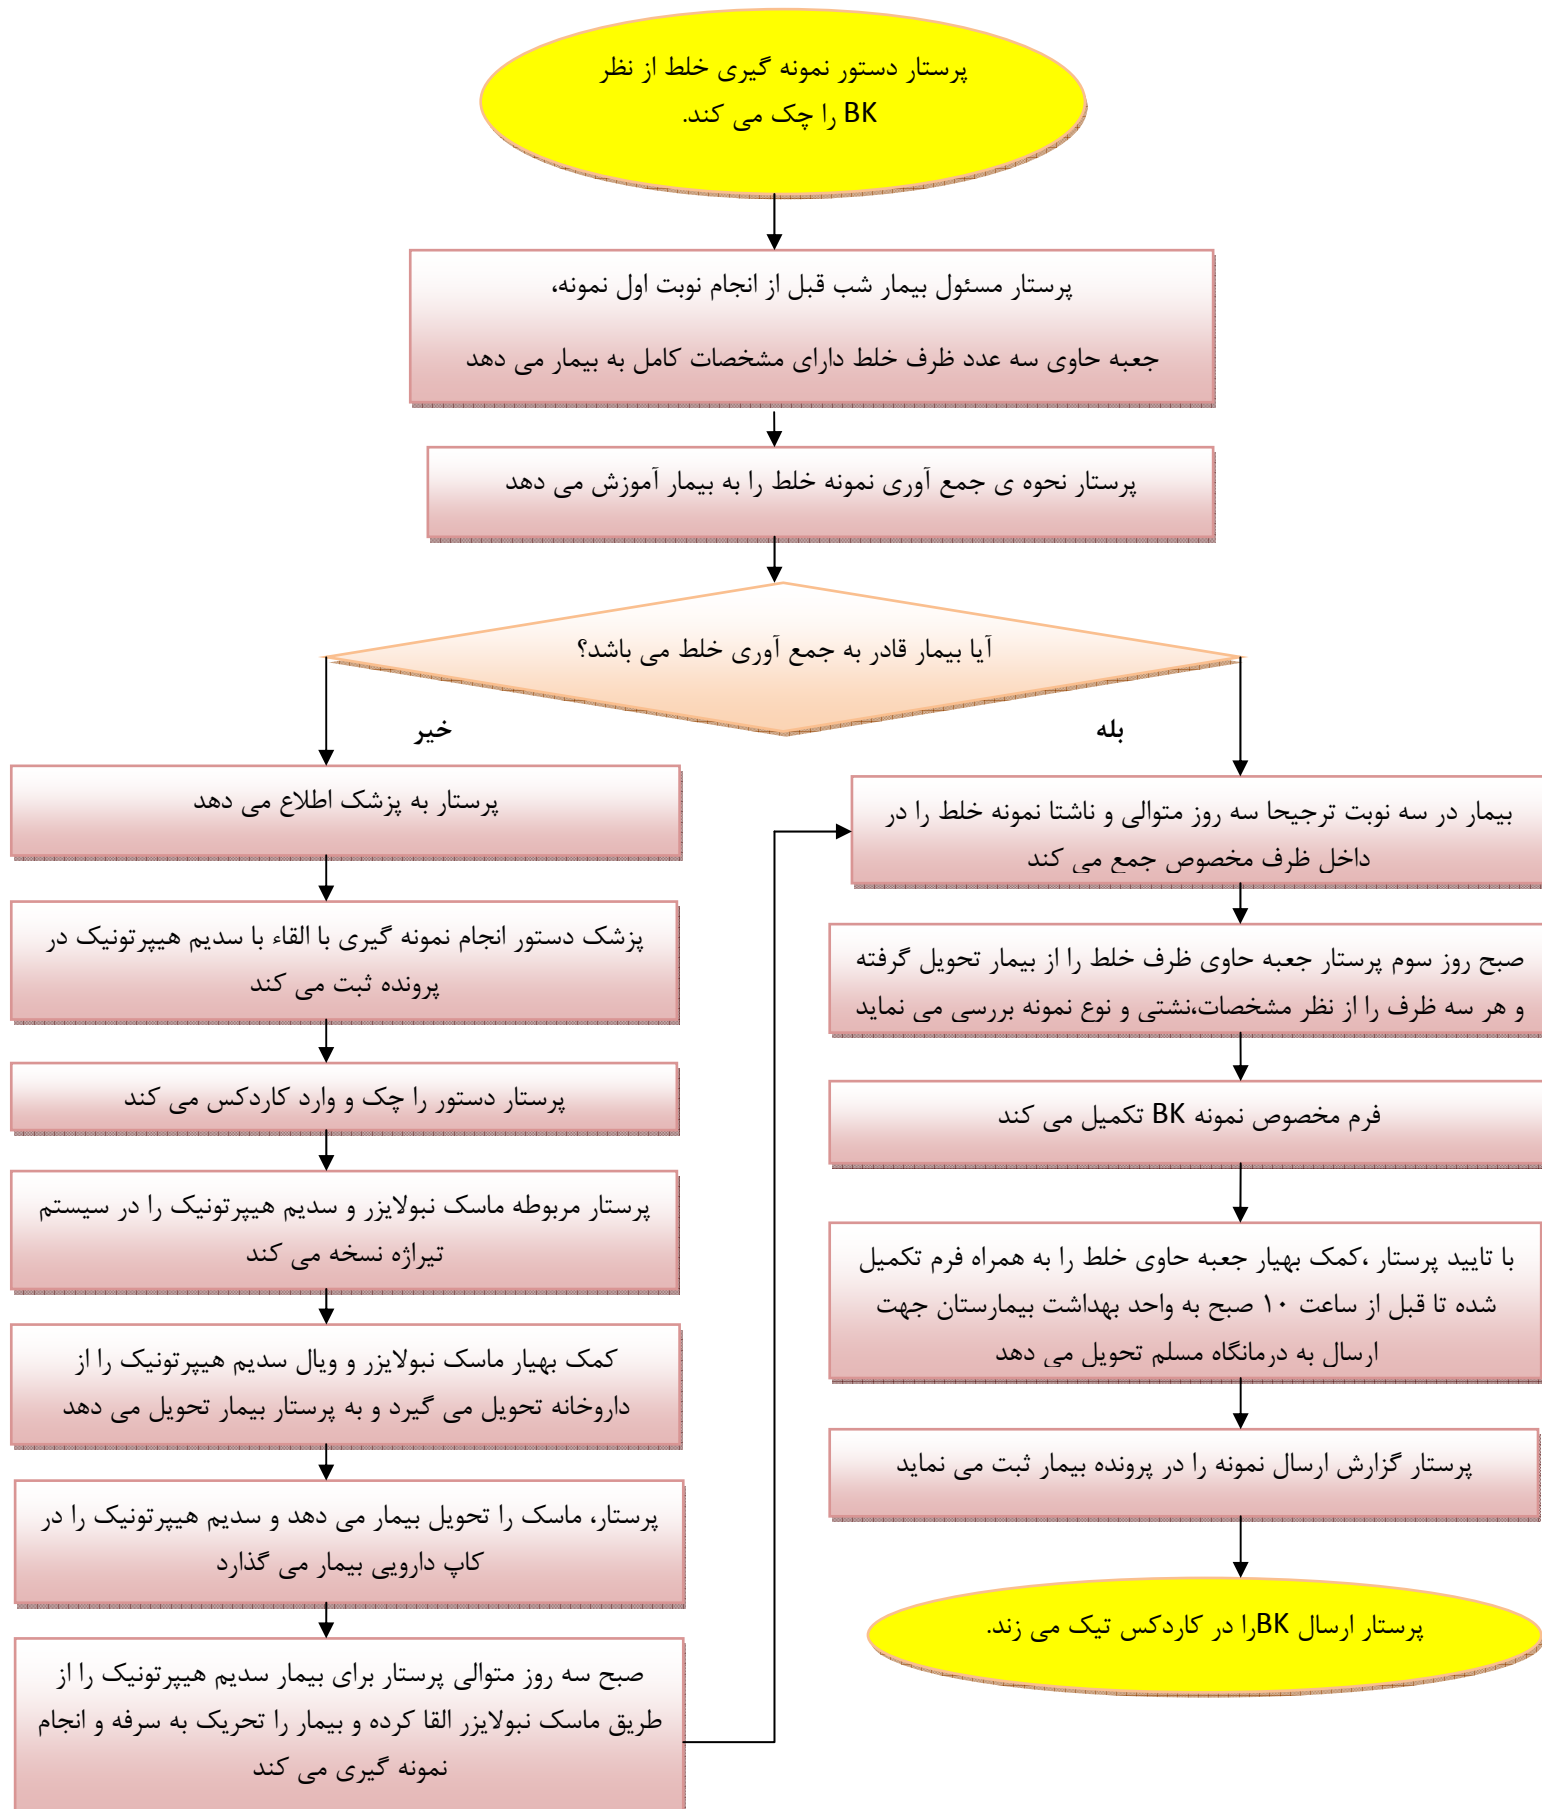 پرستار دستور نمونه گیری خلط از نظر
BK را چک می کند.
پرستار مسئول بیمار شب قبل از انجام نوبت اول نمونه،
جعبه حاوی سه عدد ظرف خلط دارای مشخصات کامل به بیمار می دهد
پرستار نحوه ی جمع آوری نمونه خلط را به بیمار آموزش می دهد
آیا بیمار قادر به جمع آوری خلط می باشد؟
بله
خیر
بیمار در سه نوبت ترجیحا سه روز متوالی و ناشتا نمونه خلط را در
داخل ظرف مخصوص جمع می کند
صبح روز سوم پرستار جعبه حاوی ظرف خلط را از بیمار تحویل گرفته
و هر سه ظرف را از نظر مشخصات،نشتی و نوع نمونه بررسی می نماید
فرم مخصوص نمونه BK تکمیل می کند
با تایید پرستار ،کمک بهیار جعبه حاوی خلط را به همراه فرم تکمیل
شده تا قبل از ساعت ۱۰ صبح به واحد بهداشت بیمارستان جهت
ارسال به درمانگاه مسلم تحویل می دهد
پرستار گزارش ارسال نمونه را در پرونده بیمار ثبت می نماید
پرستار ارسال BKرا در کاردکس تیک می زند.
پرستار به پزشک اطلاع می دهد
پزشک دستور انجام نمونه گیری با القاء با سدیم هیپرتونیک در
پرونده ثبت می کند
پرستار دستور را چک و وارد کاردکس می کند
پرستار مربوطه ماسک نبولایزر و سدیم هیپرتونیک را در سیستم
تیراژه نسخه می کند
کمک بهیار ماسک نبولایزر و ویال سدیم هیپرتونیک را از
داروخانه تحویل می گیرد و به پرستار بیمار تحویل می دهد
پرستار، ماسک را تحویل بیمار می دهد و سدیم هیپرتونیک را در
کاپ دارویی بیمار می گذارد
صبح سه روز متوالی پرستار برای بیمار سدیم هیپرتونیک را از
طریق ماسک نبولایزر القا کرده و بیمار را تحریک به سرفه و انجام
نمونه گیری می کند